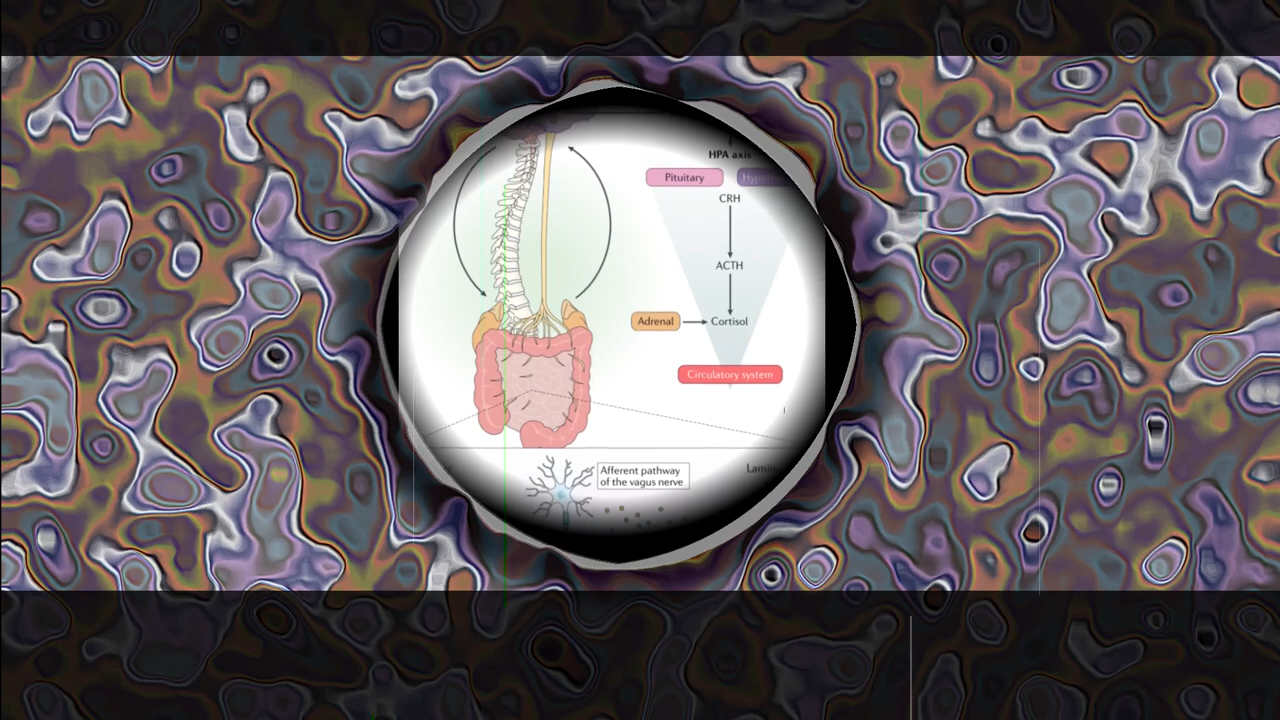 HPA axis
Pituitary
CRH
ACTH
Adrenal
Cortisol
Circulatory system
Afferent pathway
of the vagus nerve